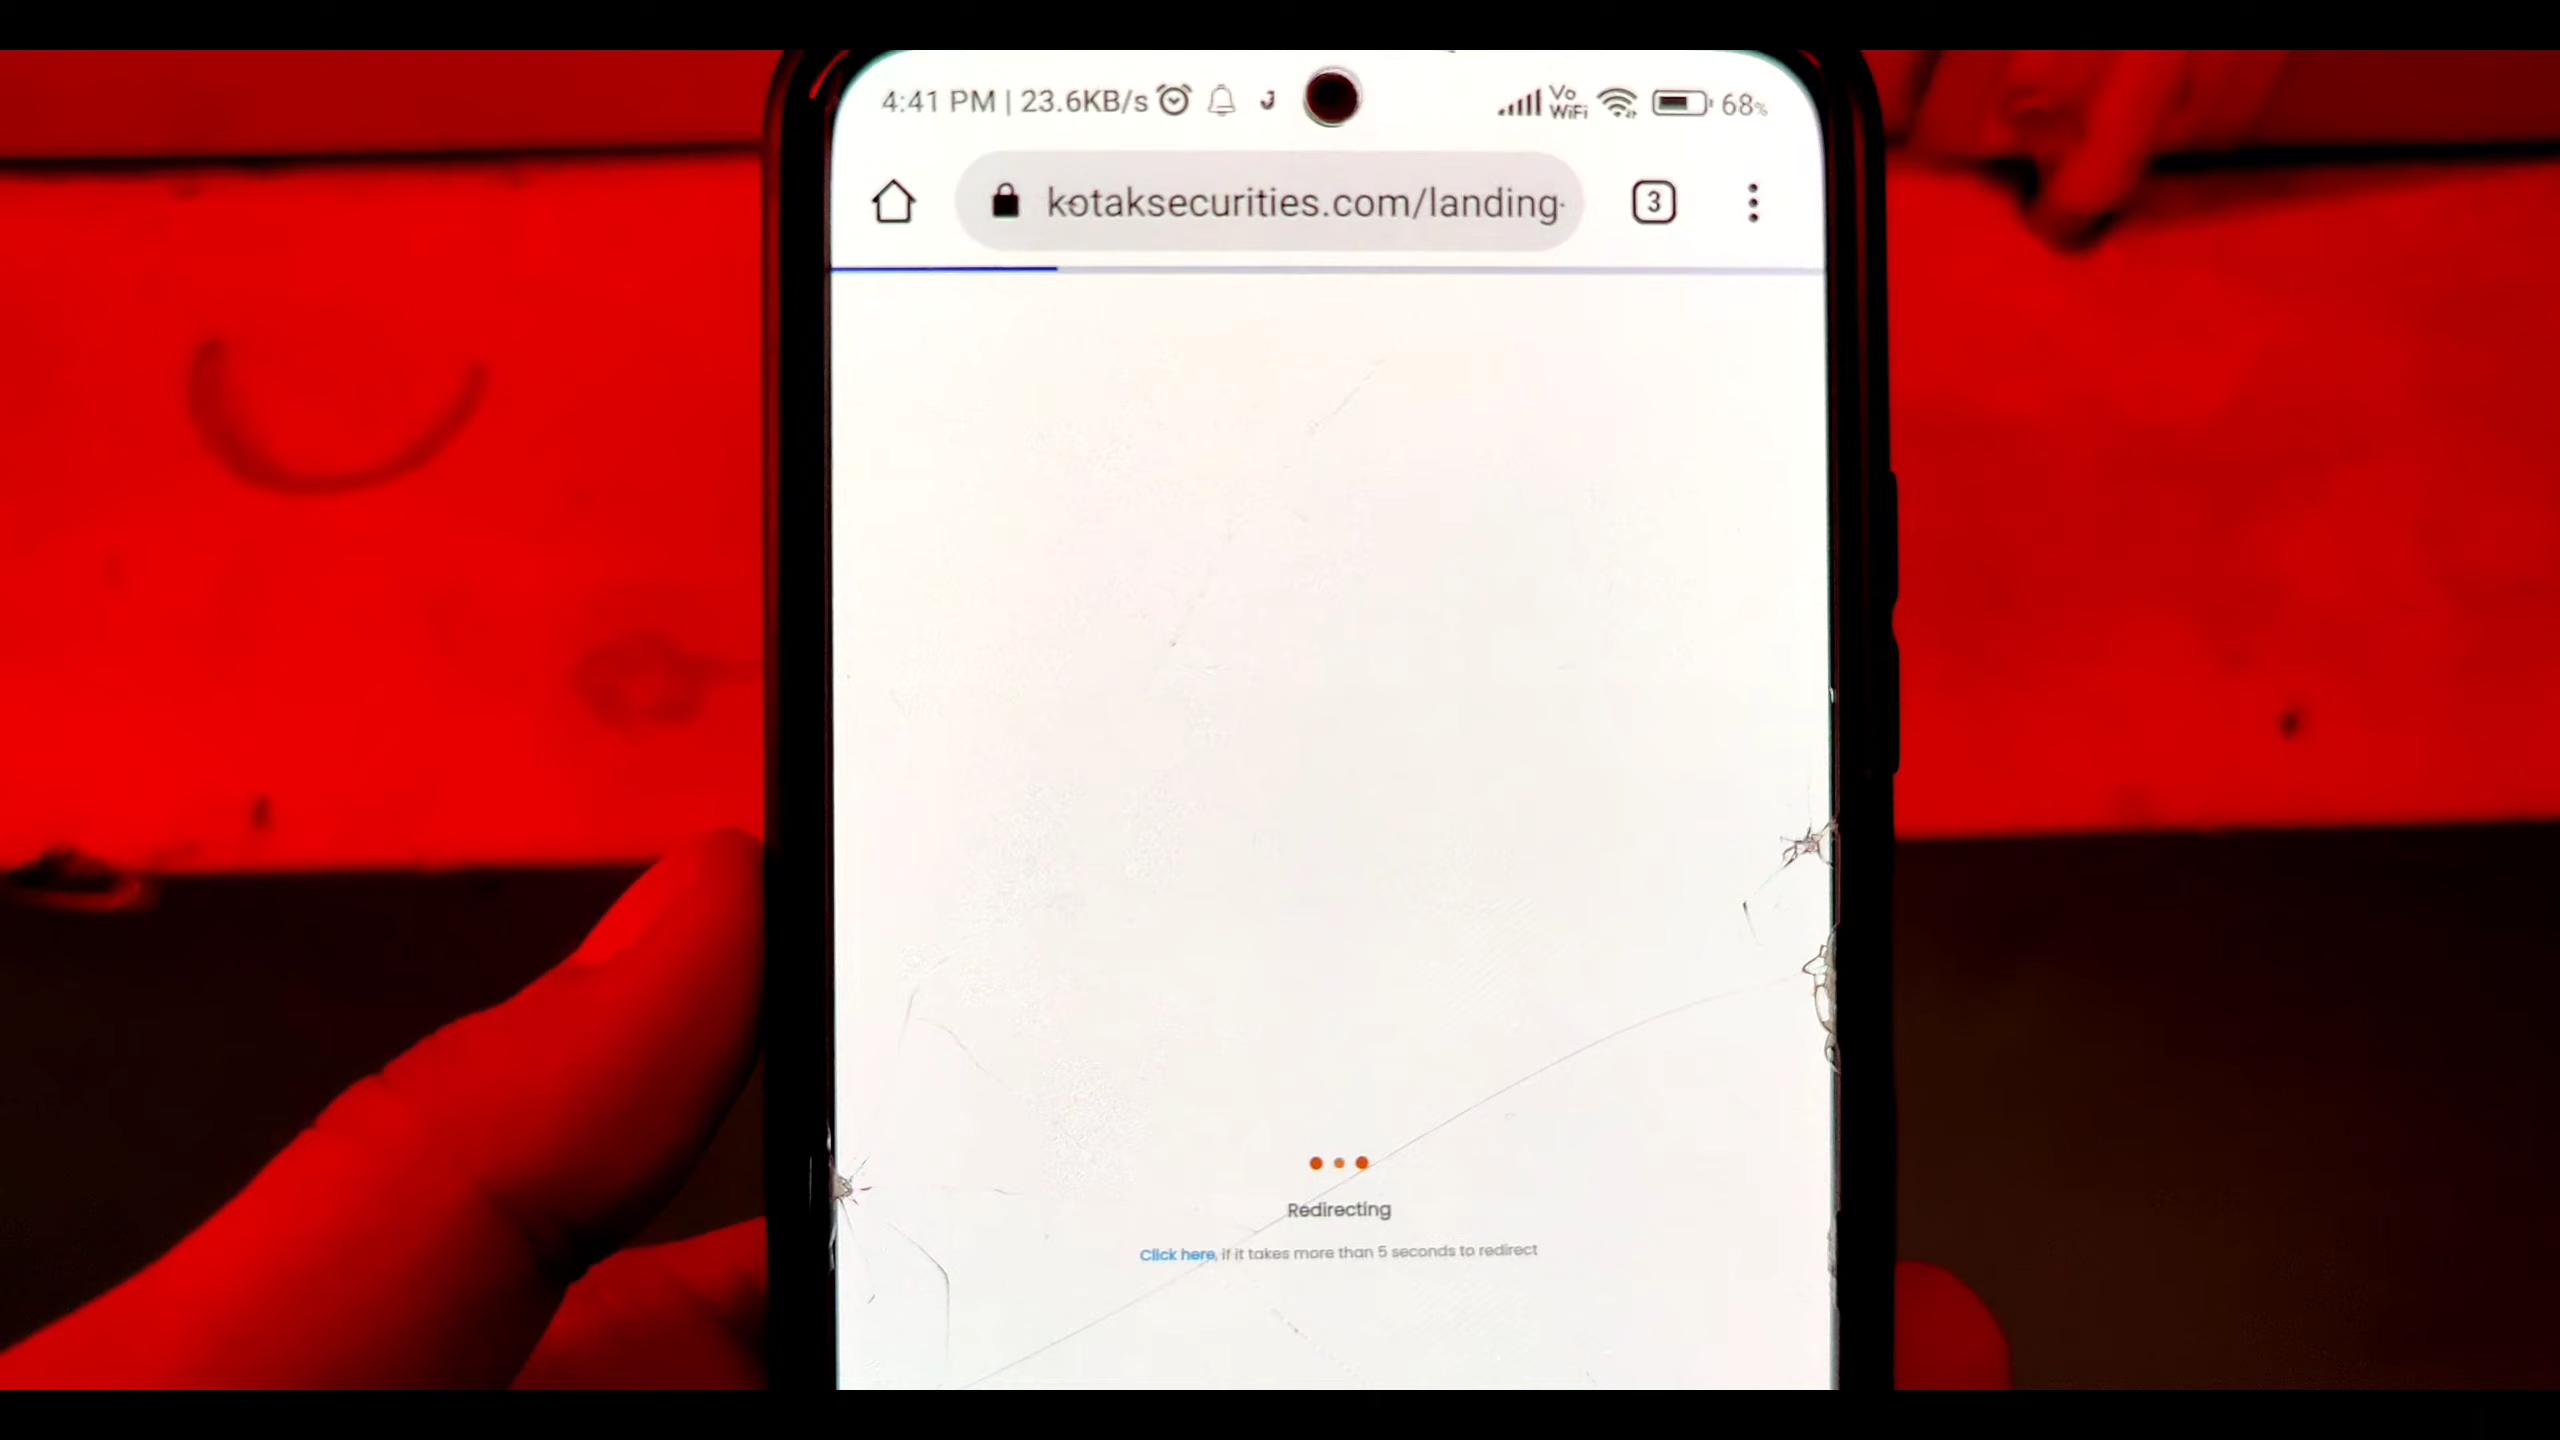 4:41 PM | 23.6KB/s Vo WiFi 68%
kotaksecurities.com/landing- 3
Redirecting
Click here, if it takes more than 5 seconds to redirect